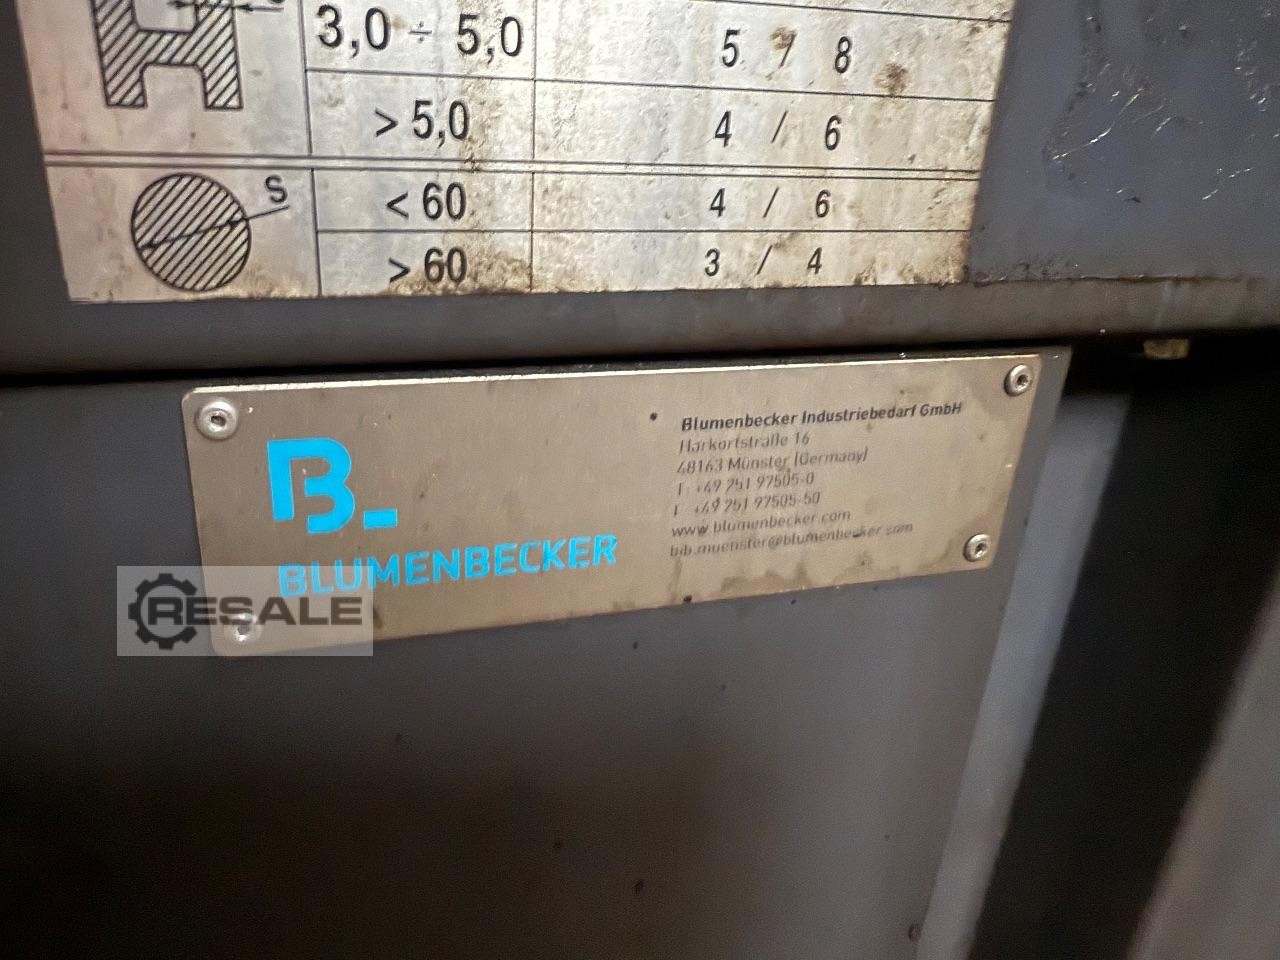 3,0 ÷ 5,0 5 / 8
> 5,0 4 / 6
S < 60 4 / 6
> 60 3 / 4
B_
BLUMENBECKER
Blumenbecker Industriebedarf GmbH
Harkortstraße 16
48163 Münster (Germany)
T +49 251 97505-0
F +49 251 97505-50
www.blumenbecker.com
bib.muenster@blumenbecker.com
RESALE